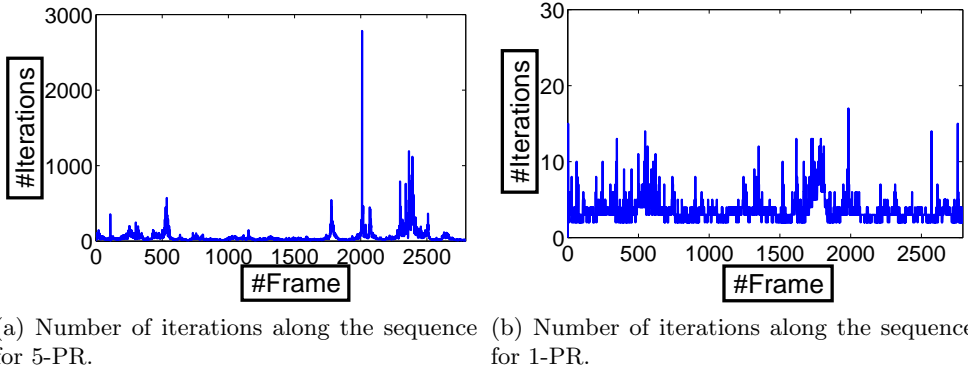 3000
2000
1000
0
#Iterations
0 500 1000 1500 2000 2500
#Frame
30
20
10
0
#Iterations
0 500 1000 1500 2000 2500
#Frame
(a) Number of iterations along the sequence
for 5-PR.
(b) Number of iterations along the sequence
for 1-PR.